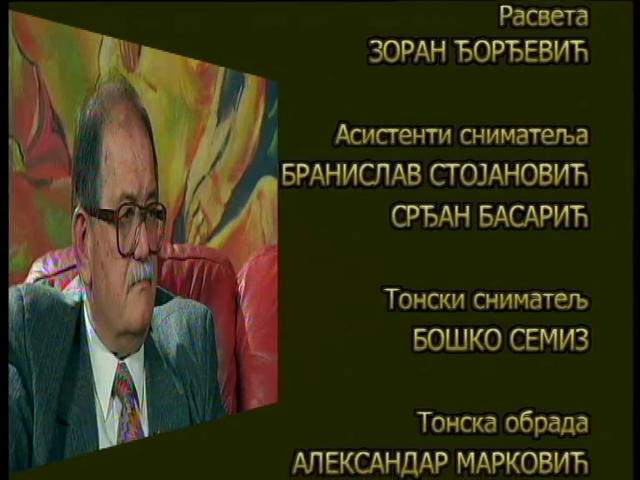 Расвета
ЗОРАН ЂОРЂЕВИЋ
Асистенти сниматеља
БРАНИСЛАВ СТОЈАНОВИЋ
СРЂАН БАСАРИЋ
Тонски сниматељ
БОШКО СЕМИЗ
Тонска обрада
АЛЕКСАНДАР МАРКОВИЋ